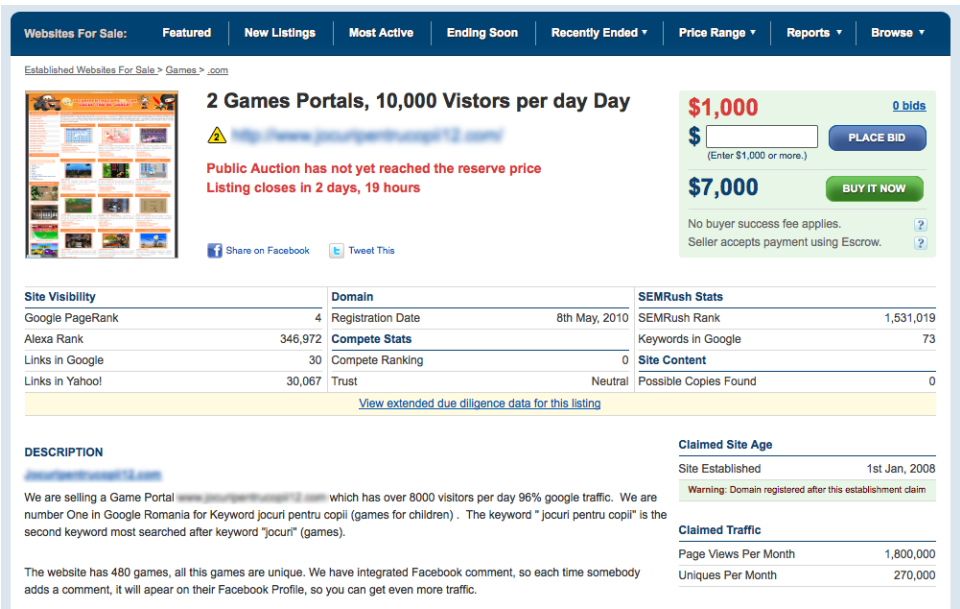 Websites For Sale: Featured New Listings Most Active Ending Soon Recently Ended ▼ Price Range ▼ Reports ▼ Browse ▼
Established Websites For Sale > Games > .com
2 Games Portals, 10,000 Vistors per day Day
2
Public Auction has not yet reached the reserve price
Listing closes in 2 days, 19 hours
Share on Facebook Tweet This
$1,000 0 bids
$ PLACE BID
(Enter $1,000 or more.)
$7,000 BUY IT NOW
No buyer success fee applies. ?
Seller accepts payment using Escrow. ?
Site Visibility
Google PageRank 4
Alexa Rank 346,972
Links in Google 30
Links in Yahoo! 30,067
Domain
Registration Date 8th May, 2010
Compete Stats
Compete Ranking 0
Trust Neutral
SEMRush Stats
SEMRush Rank 1,531,019
Keywords in Google 73
Site Content
Possible Copies Found 0
View extended due diligence data for this listing
DESCRIPTION
We are selling a Game Portal which has over 8000 visitors per day 96% google traffic. We are
number One in Google Romania for Keyword jocuri pentru copii (games for children) . The keyword " jocuri pentru copii" is the
second keyword most searched after keyword "jocuri" (games).
The website has 480 games, all this games are unique. We have integrated Facebook comment, so each time somebody
adds a comment, it will apear on their Facebook Profile, so you can get even more traffic.
Claimed Site Age
Site Established 1st Jan, 2008
Warning: Domain registered after this establishment claim
Claimed Traffic
Page Views Per Month 1,800,000
Uniques Per Month 270,000